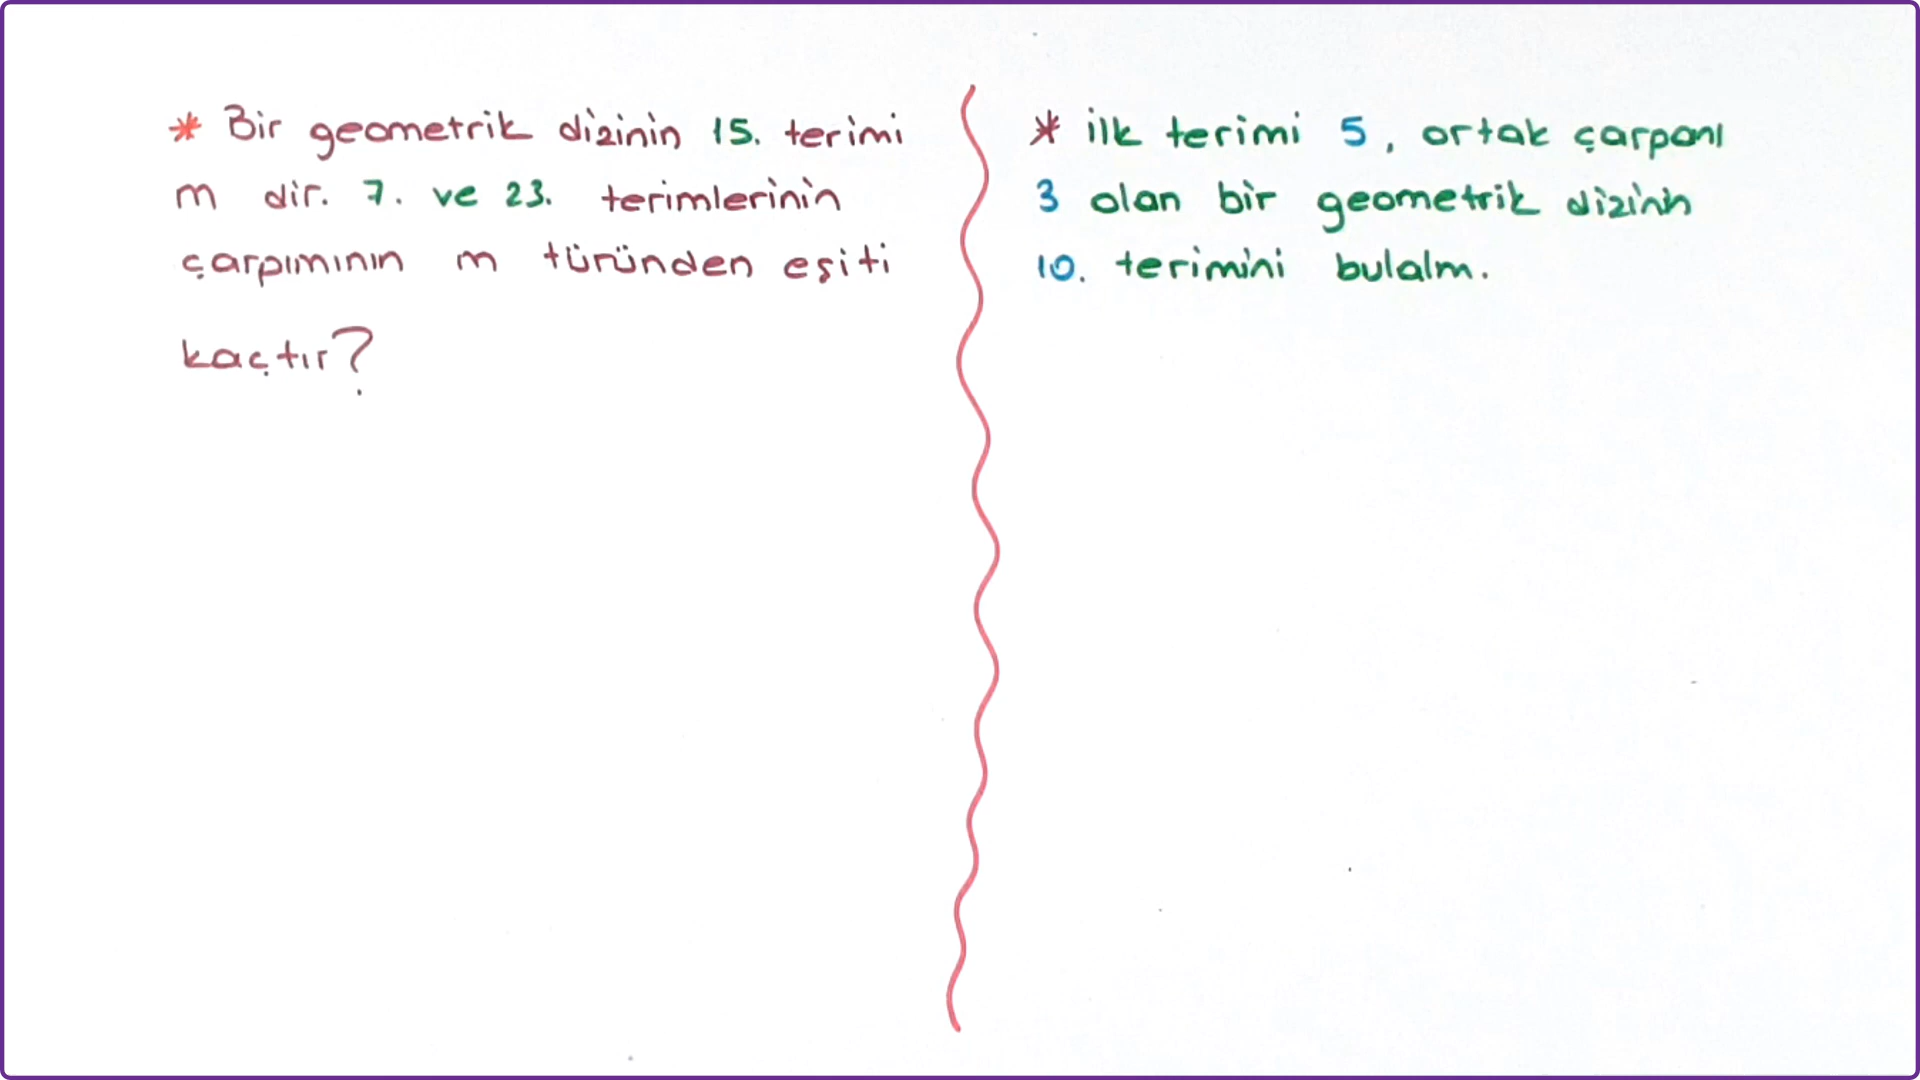 * Bir geometrik dizinin 15. terimi
m dir. 7. ve 23. terimlerinin
çarpımının m türünden eşiti
kaçtır?
* ilk terimi 5, ortak çarpanı
3 olan bir geometrik dizinin
10. terimini bulalm.